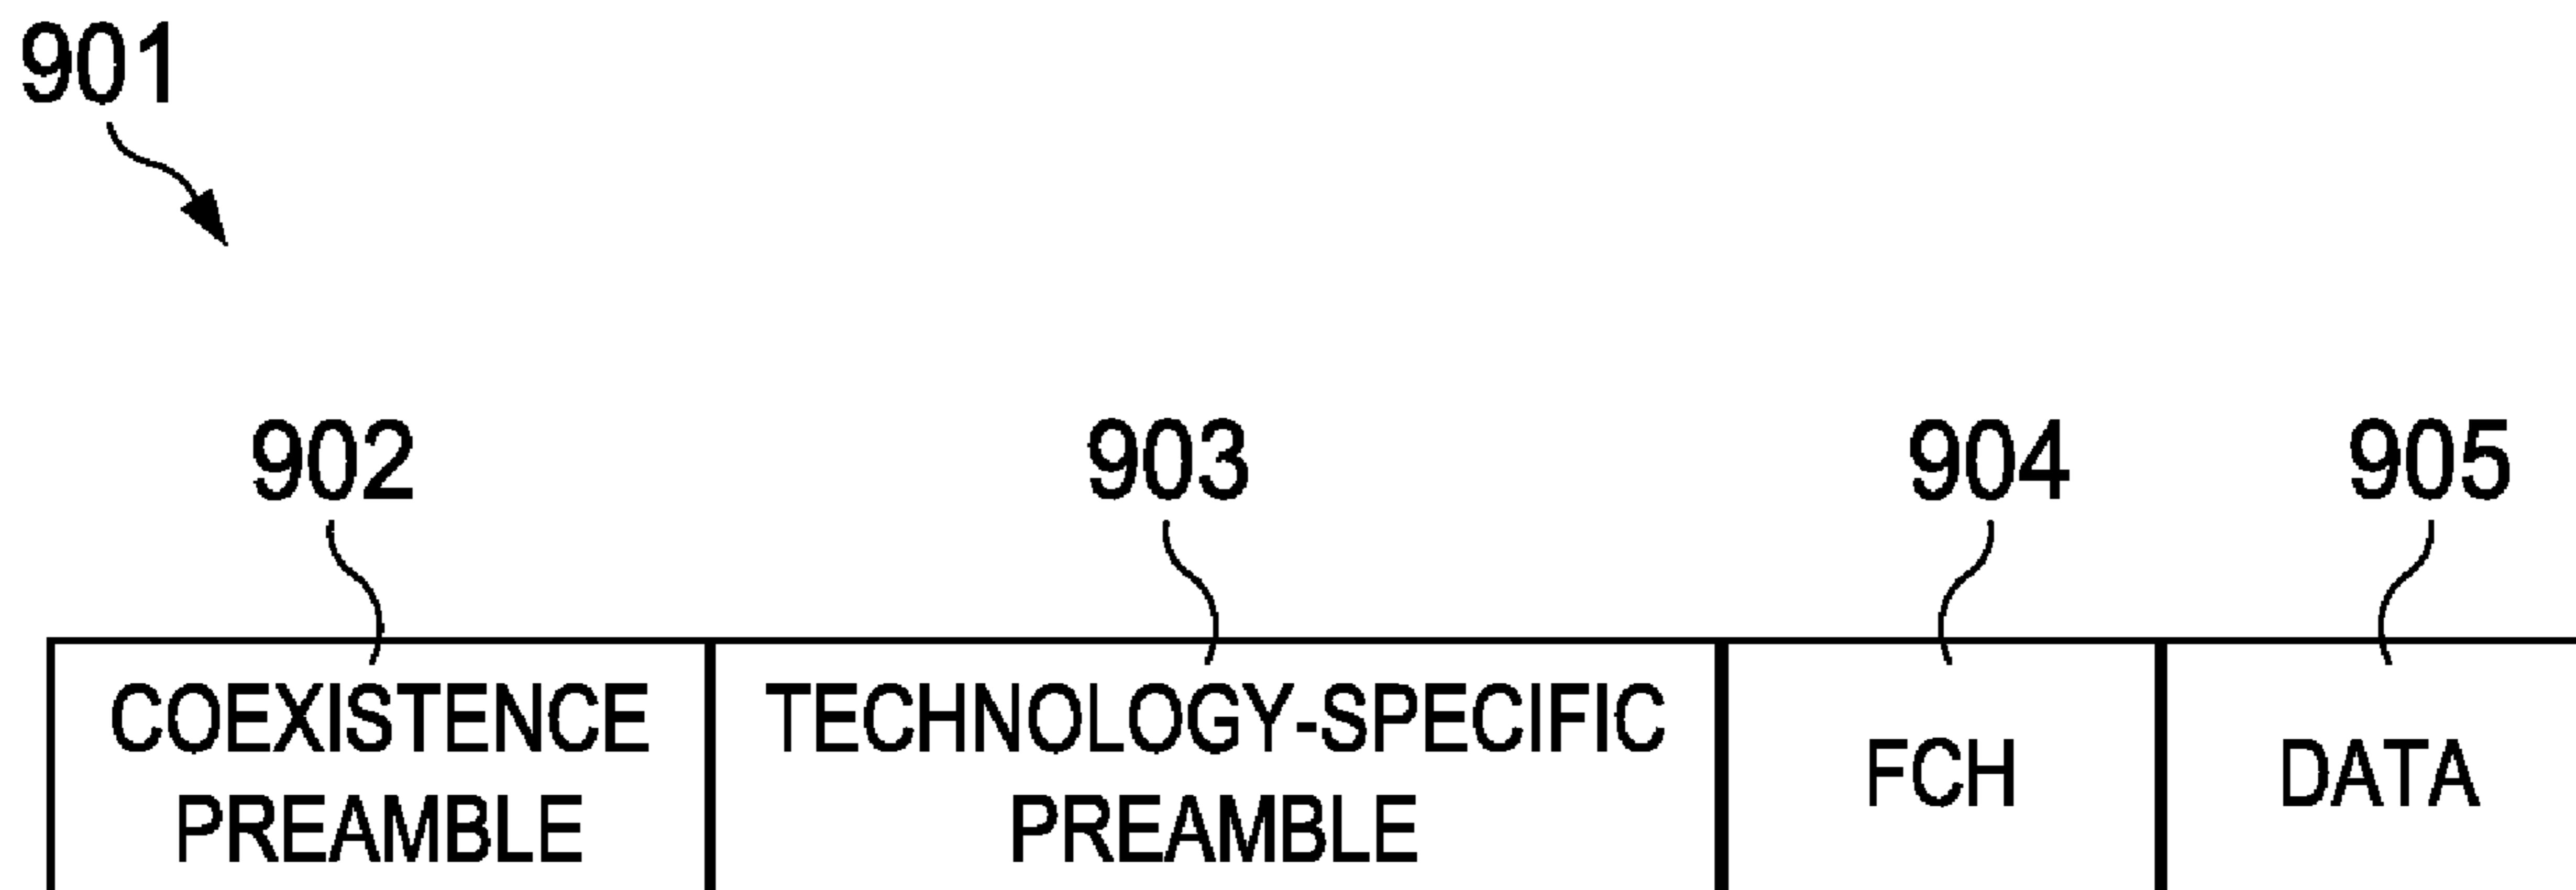 901
902
903
904
905
COEXISTENCE
PREAMBLE
TECHNOLOGY-SPECIFIC
PREAMBLE
FCH
DATA